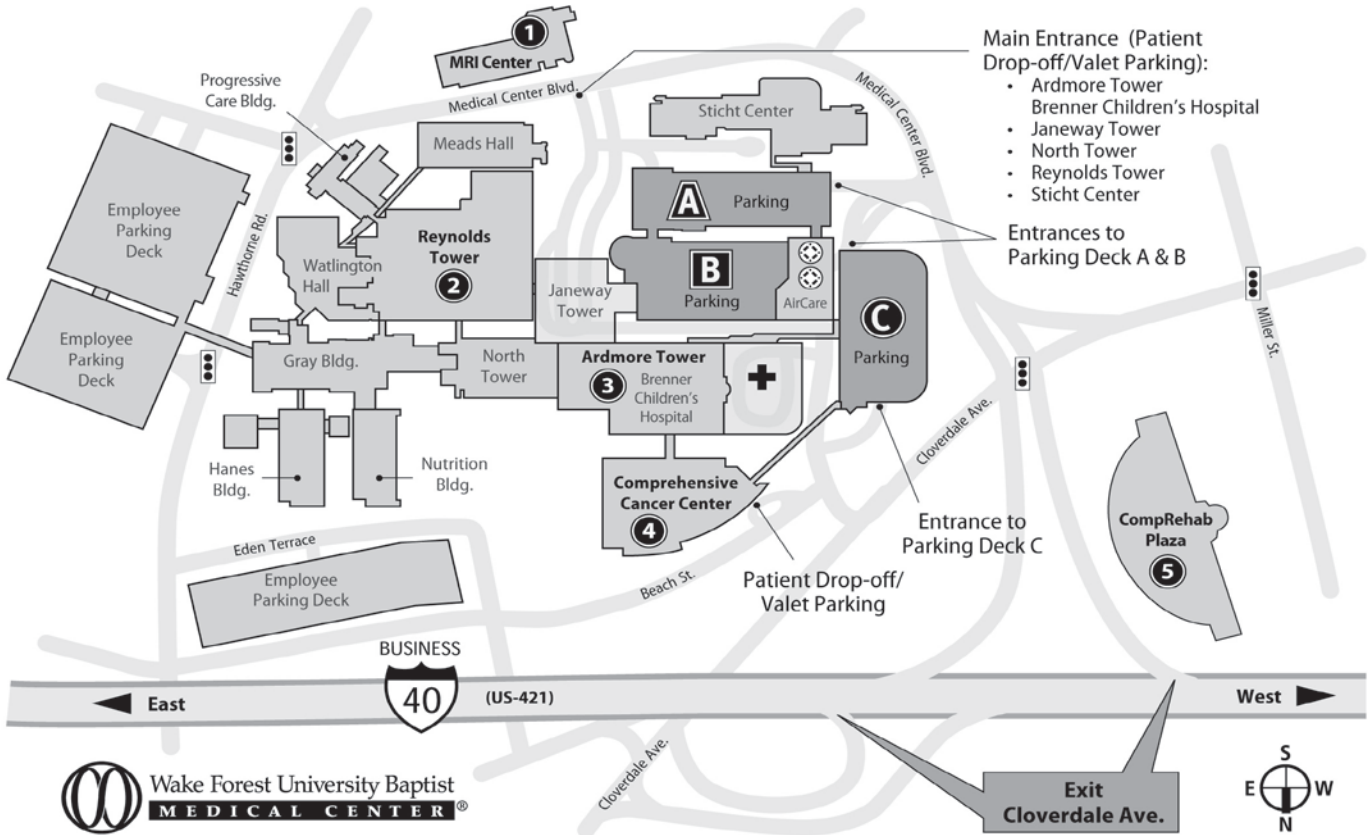 1
MRI Center
Medical Center Blvd.
Main Entrance (Patient
Drop-off/Valet Parking):
• Ardmore Tower
Brenner Children's Hospital
• Janeway Tower
• North Tower
• Reynolds Tower
• Sticht Center
Progressive
Care Bldg.
Sticht Center
Medical Center Blvd.
Meads Hall
A
Parking
Employee
Parking
Deck
Hawthorne Rd.
Reynolds
Tower
2
Watlington
Hall
Entrances to
Parking Deck A & B
B
Parking
AirCare
Janeway
Tower
C
Parking
Miller St.
Employee
Parking
Deck
Gray Bldg.
North
Tower
Ardmore Tower
3
Brenner
Children's
Hospital
Cloverdale Ave.
Hanes
Bldg.
Nutrition
Bldg.
Comprehensive
Cancer Center
4
Entrance to
Parking Deck C
CompRehab
Plaza
5
Eden Terrace
Employee
Parking Deck
Beach St.
Patient Drop-off/
Valet Parking
BUSINESS
40
(US-421)
East
West
Cloverdale Ave.
Exit
Cloverdale Ave.
S
E W
N
Wake Forest University Baptist
MEDICAL CENTER®